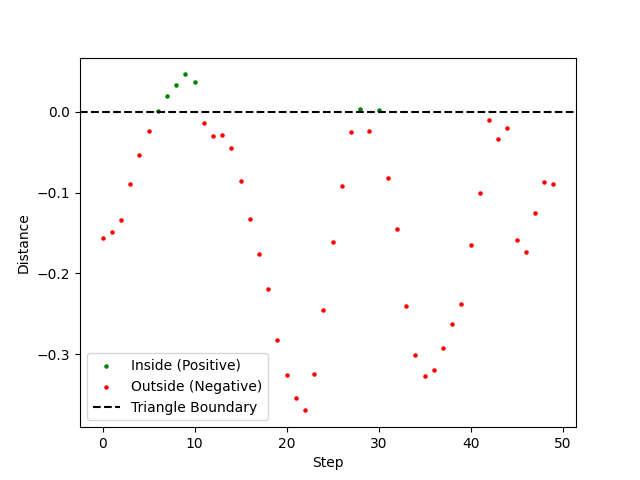 0.0
−0.1
−0.2
−0.3
Distance
Inside (Positive)
Outside (Negative)
Triangle Boundary
0 10 20 30 40 50
Step